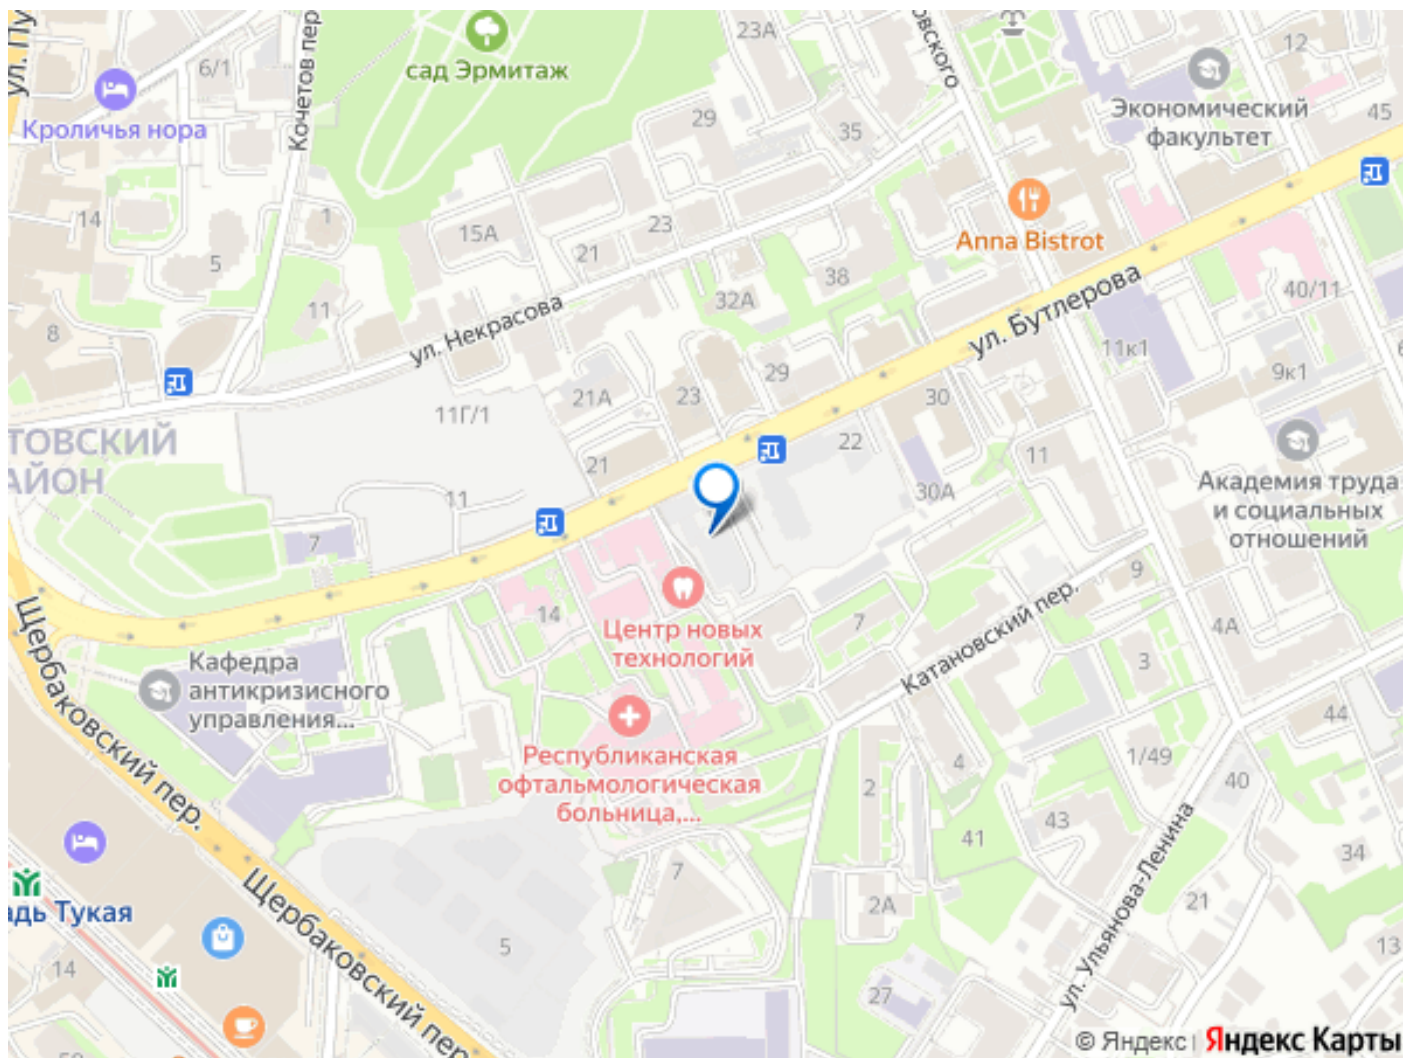 ул. Пу
6/1
Кочетов пер
сад Эрмитаж
23А
овского
12
Кроличья нора
29
35
Экономический
факультет
45
14
1
15А
23
21
5
Anna Bistrot
38
32А
40/11
11
ул. Некрасова
ул. Бутлерова
8
11к1
9к1
29
21А
23
30
11Г/1
ТОВСКИЙ
АЙОН
22
21
11
30А
11
Академия труда
и социальных
отношений
7
9
14
Центр новых
технологий
7
Катановский пер.
4А
3
Щербаковский пер.
Кафедра
антикризисного
управления...
Республиканская
офтальмологическая
больница,...
44
1/49
4
2
40
41
43
34
7
адь Тукая
Щербаковский пер.
2А
21
ул. Ульянова-Ленина
5
13
14
27
© Яндекс
Яндекс Карты